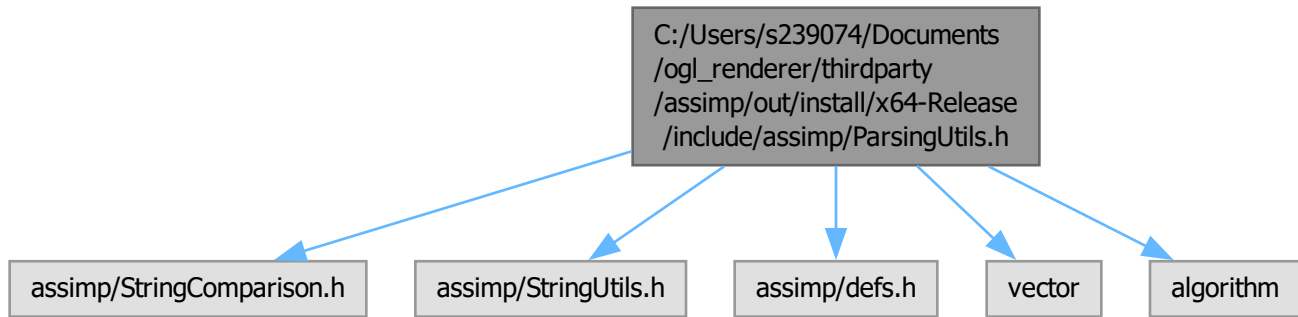 C:/Users/s239074/Documents
/ogl_renderer/thirdparty
/assimp/out/install/x64-Release
/include/assimp/ParsingUtils.h
assimp/StringComparison.h
assimp/StringUtils.h
assimp/defs.h
vector
algorithm